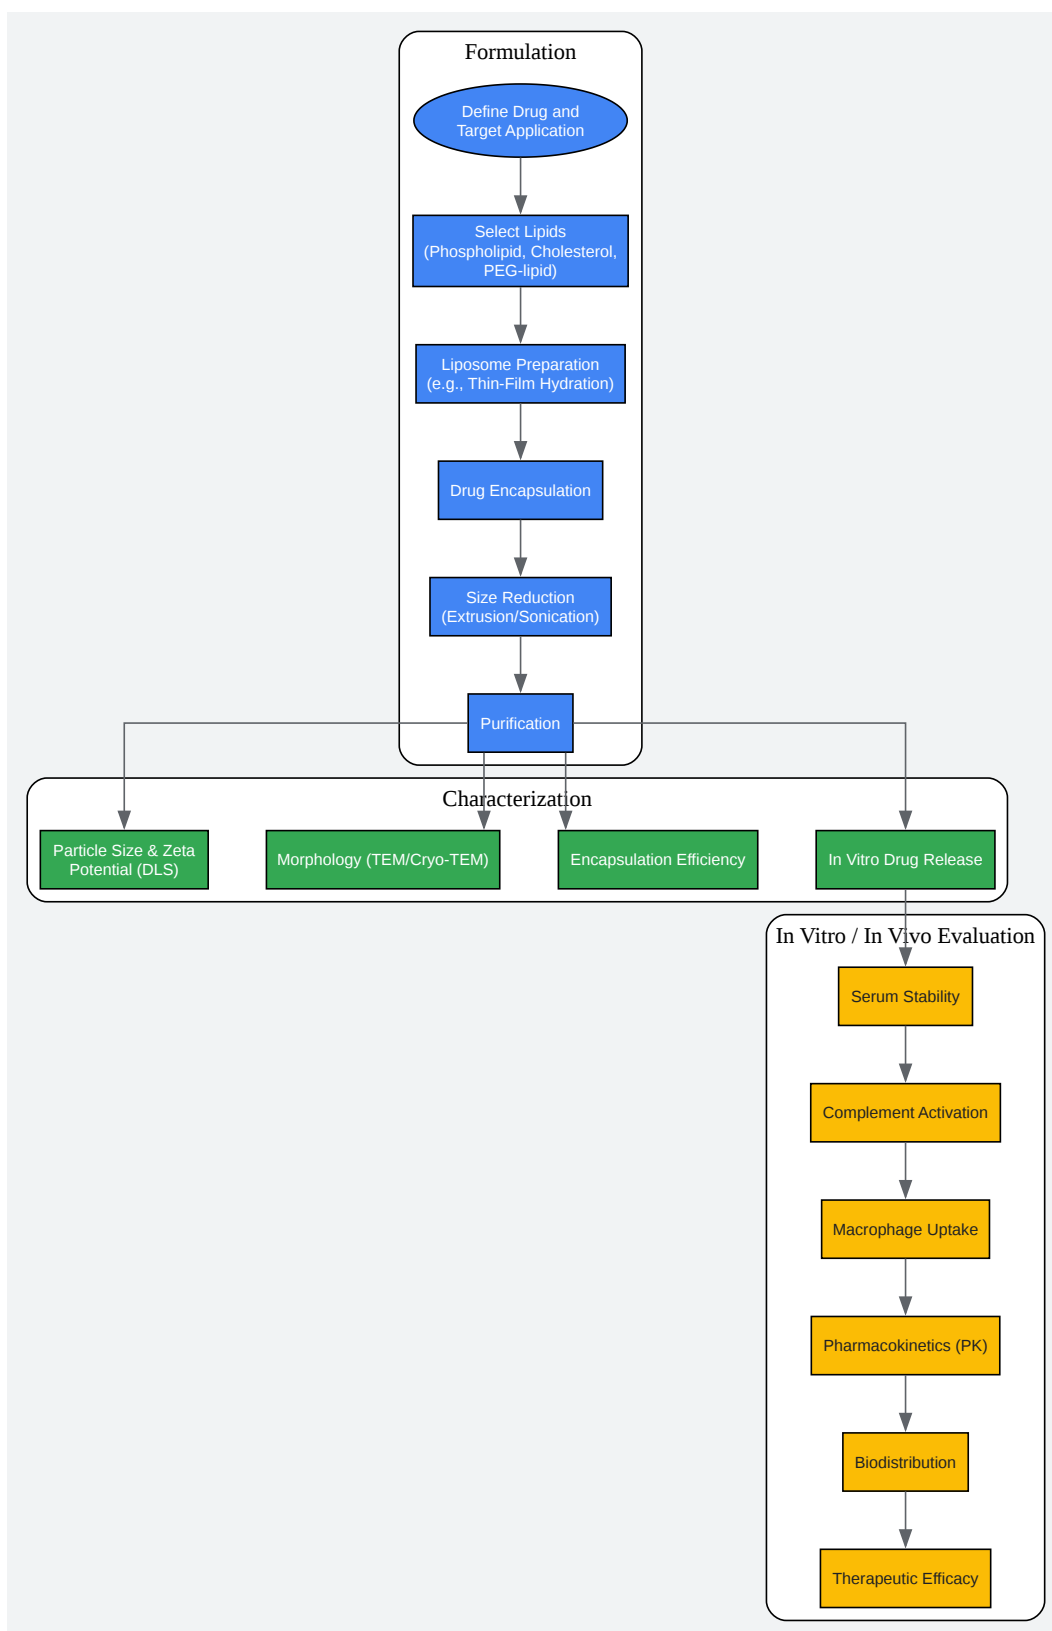 Formulation
Define Drug and
Target Application
Select Lipids
(Phospholipid, Cholesterol,
PEG-lipid)
Liposome Preparation
(e.g., Thin-Film Hydration)
Drug Encapsulation
Size Reduction
(Extrusion/Sonication)
Purification
Characterization
Particle Size & Zeta
Potential (DLS)
Morphology (TEM/Cryo-TEM)
Encapsulation Efficiency
In Vitro Drug Release
In Vitro / In Vivo Evaluation
Serum Stability
Complement Activation
Macrophage Uptake
Pharmacokinetics (PK)
Biodistribution
Therapeutic Efficacy